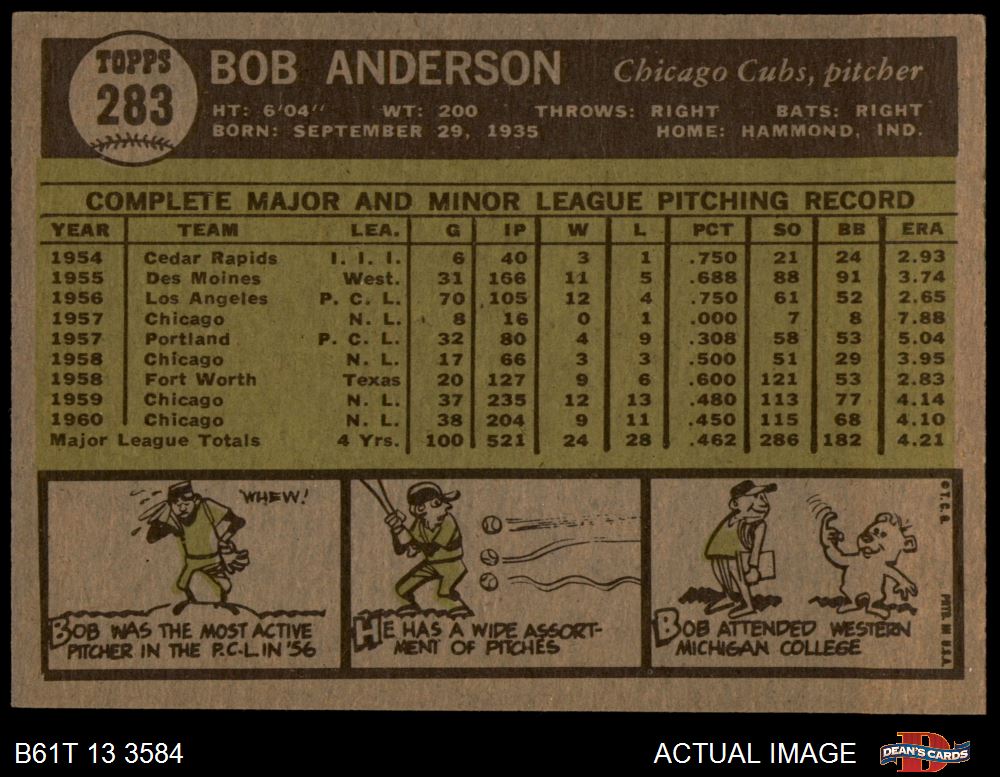 TOPPS
283
BOB ANDERSON Chicago Cubs, pitcher
HT: 6'04" WT: 200 THROWS: RIGHT BATS: RIGHT
BORN: SEPTEMBER 29, 1935 HOME: HAMMOND, IND.
COMPLETE MAJOR AND MINOR LEAGUE PITCHING RECORD
YEAR TEAM LEA. G IP W L PCT SO BB ERA
1954 Cedar Rapids I. I. I. 6 40 3 1 .750 21 24 2.93
1955 Des Moines West. 31 166 11 5 .688 88 91 3.74
1956 Los Angeles P. C. L. 70 105 12 4 .750 61 52 2.65
1957 Chicago N. L. 8 16 0 1 .000 7 8 7.88
1957 Portland P. C. L. 32 80 4 9 .308 58 53 5.04
1958 Chicago N. L. 17 66 3 3 .500 51 29 3.95
1958 Fort Worth Texas 20 127 9 6 .600 121 53 2.83
1959 Chicago N. L. 37 235 12 13 .480 113 77 4.14
1960 Chicago N. L. 38 204 9 11 .450 115 68 4.10
Major League Totals 4 Yrs. 100 521 24 28 .462 286 182 4.21
WHEW!
BOB WAS THE MOST ACTIVE
PITCHER IN THE P.C.L IN '56
HE HAS A WIDE ASSORT-
MENT OF PITCHES
BOB ATTENDED WESTERN
MICHIGAN COLLEGE
© T. C. G. PRTD. IN U.S.A.
B61T 13 3584
ACTUAL IMAGE
DEAN'S CARDS